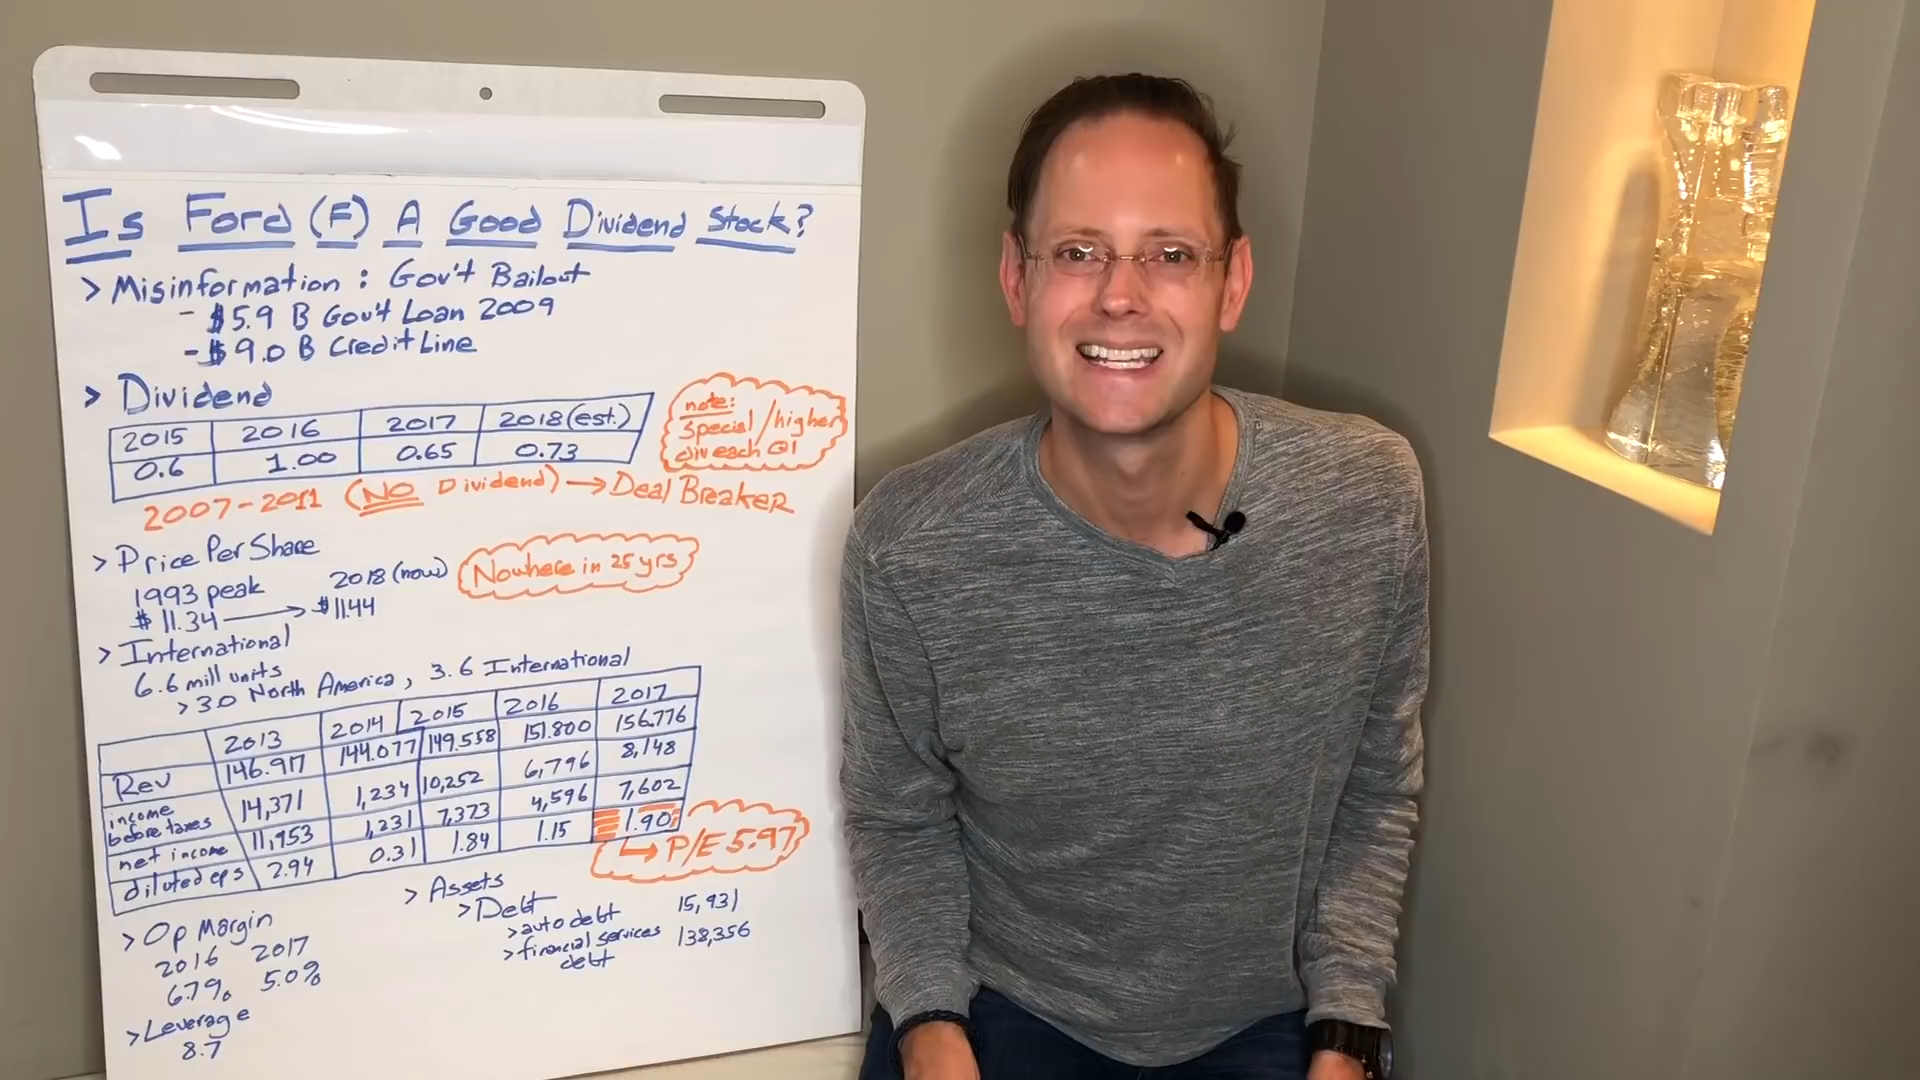 Is Ford (F) A Good Dividend Stock?
> Misinformation : Gov't Bailout
- $5.9 B Gov't Loan 2009
- $9.0 B Credit Line
> Dividend
2015 2016 2017 2018 (est.)
0.6 1.00 0.65 0.73
note:
Special/higher
div each Q1
2007-2011 (NO Dividend) → Deal Breaker
> Price Per Share
1993 peak 2018 (now)
$11.34 → $11.44
Nowhere in 25 yrs
> International
6.6 mill units
> 3.0 North America, 3.6 International
2013 2014 2015 2016 2017
Rev 146.917 144.077 149.558 151.800 156.776
income before taxes 14,371 1,234 10,252 6,796 8,148
net income 11,953 1,231 7,373 4,596 7,602
diluted eps 2.94 0.31 1.84 1.15 1.90
→ P/E 5.97
> Op Margin
2016 2017
6.7% 5.0%
> Leverage
8.7
> Assets
> Debt
> auto debt 15,931
> financial services 138,356
debt